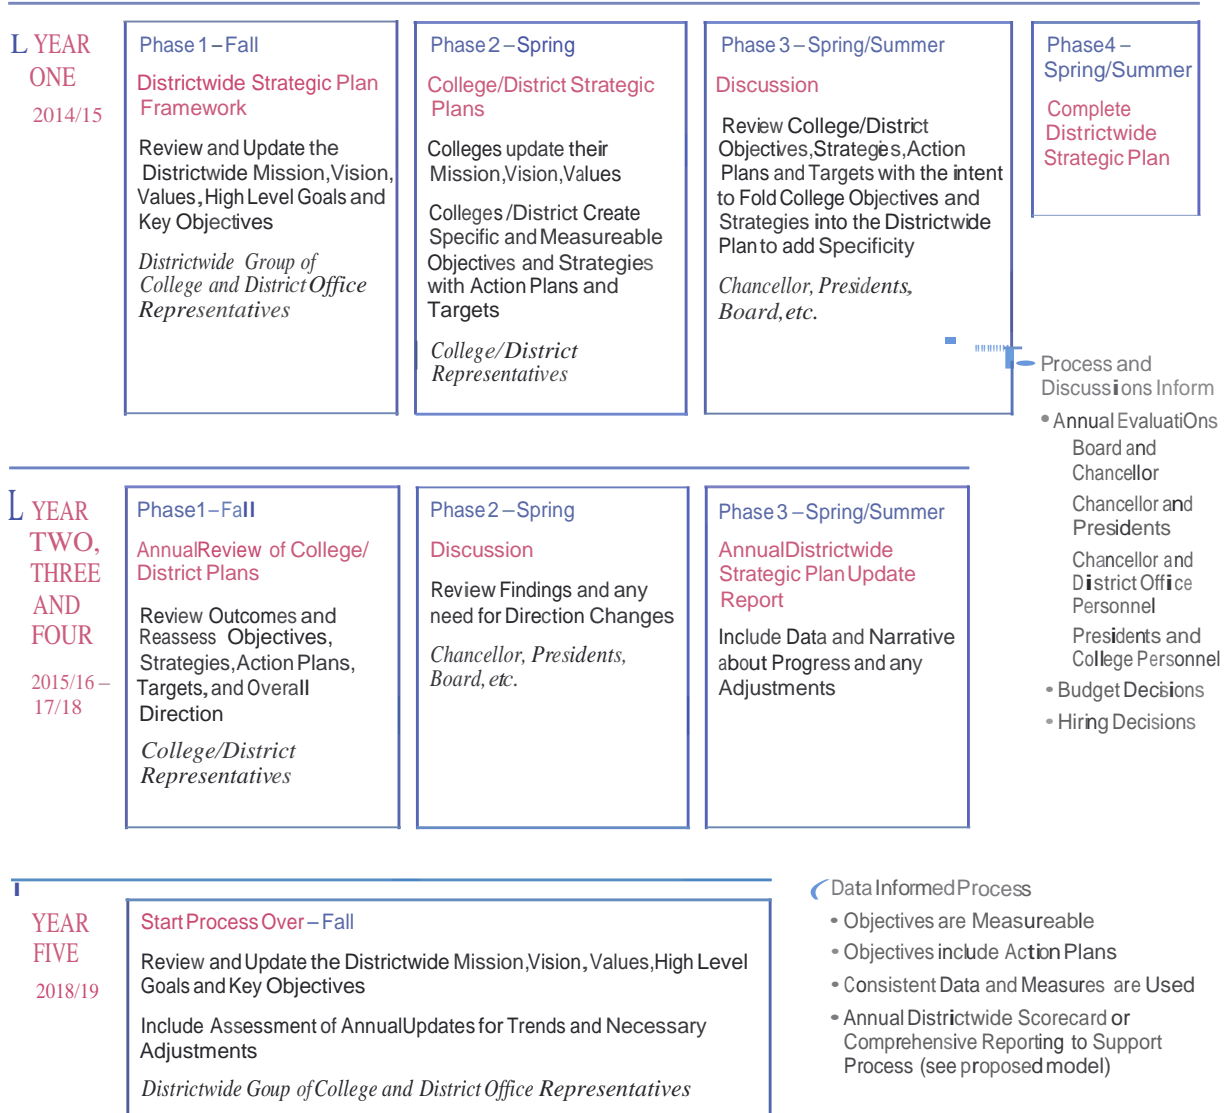 L YEAR
ONE
2014/15
Phase 1 – Fall
Districtwide Strategic Plan
Framework
Review and Update the
Districtwide Mission, Vision,
Values, High Level Goals and
Key Objectives
Districtwide Group of
College and District Office
Representatives
Phase 2 – Spring
College/District Strategic
Plans
Colleges update their
Mission, Vision, Values
Colleges /District Create
Specific and Measureable
Objectives and Strategies
with Action Plans and
Targets
College/District
Representatives
Phase 3 – Spring/Summer
Discussion
Review College/District
Objectives, Strategies, Action
Plans and Targets with the intent
to Fold College Objectives and
Strategies into the Districtwide
Plan to add Specificity
Chancellor, Presidents,
Board, etc.
Phase4 –
Spring/Summer
Complete
Districtwide
Strategic Plan
Process and
Discussions Inform
• Annual EvaluatiOns
Board and
Chancellor
Chancellor and
Presidents
Chancellor and
District Office
Personnel
Presidents and
College Personnel
• Budget Decisions
• Hiring Decisions
L YEAR
TWO,
THREE
AND
FOUR
2015/16 –
17/18
Phase1 – Fall
Annual Review of College/
District Plans
Review Outcomes and
Reassess Objectives,
Strategies, Action Plans,
Targets, and Overall
Direction
College/District
Representatives
Phase 2 – Spring
Discussion
Review Findings and any
need for Direction Changes
Chancellor, Presidents,
Board, etc.
Phase 3 – Spring/Summer
Annual Districtwide
Strategic Plan Update
Report
Include Data and Narrative
about Progress and any
Adjustments
YEAR
FIVE
2018/19
Start Process Over – Fall
Review and Update the Districtwide Mission, Vision, Values, High Level
Goals and Key Objectives
Include Assessment of Annual Updates for Trends and Necessary
Adjustments
Districtwide Goup of College and District Office Representatives
Data Informed Process
• Objectives are Measureable
• Objectives include Action Plans
• Consistent Data and Measures are Used
• Annual Districtwide Scorecard or
Comprehensive Reporting to Support
Process (see proposed model)